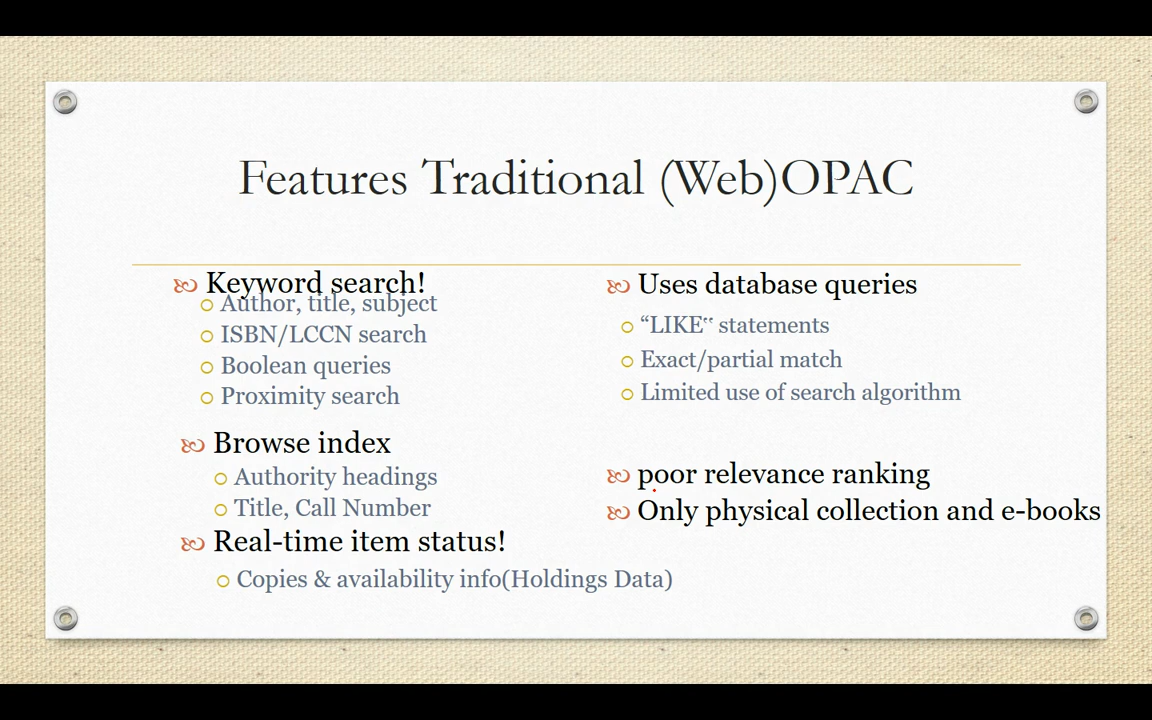 Features Traditional (Web)OPAC
Keyword search!
Author, title, subject
ISBN/LCCN search
Boolean queries
Proximity search
Browse index
Authority headings
Title, Call Number
Real-time item status!
Copies & availability info(Holdings Data)
Uses database queries
“LIKE‟ statements
Exact/partial match
Limited use of search algorithm
poor relevance ranking
Only physical collection and e-books